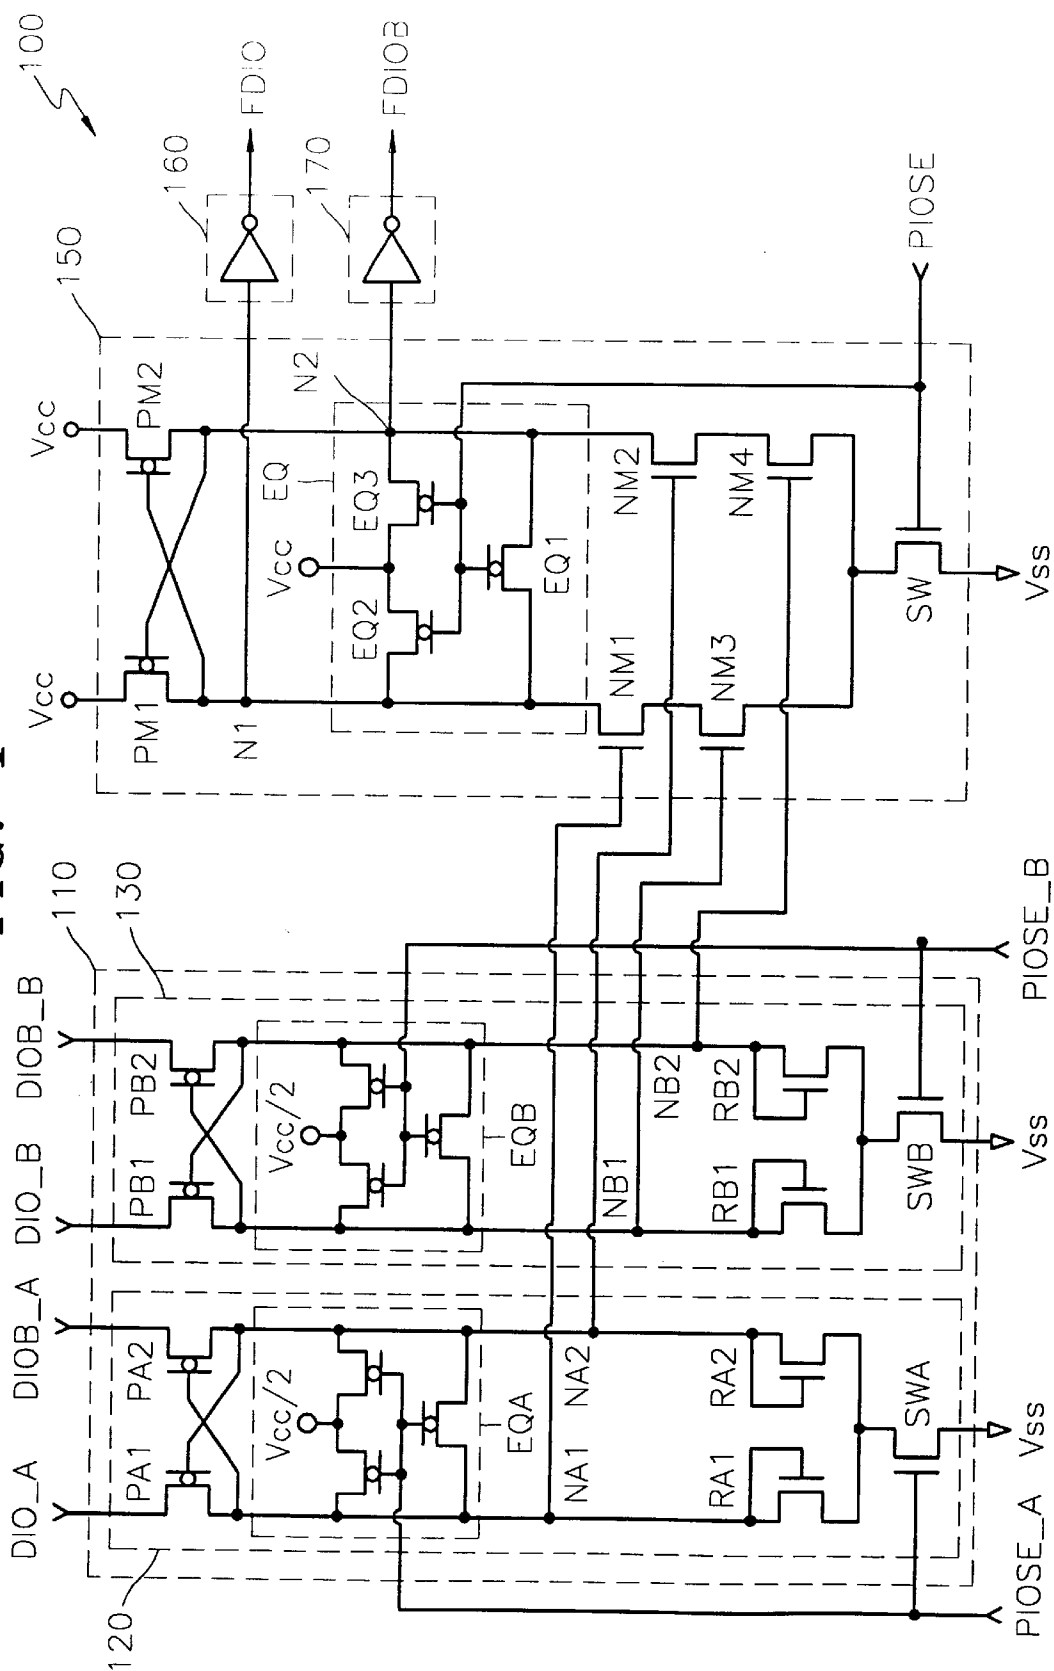 FIG. 1
100
150
160
170
Vcc
Vcc
PM1
PM2
FDIO
FDIOB
N1
N2
EQ
Vcc
EQ2
EQ3
EQ1
NM1
NM2
NM3
NM4
SW
Vss
PIOSE
110
120
130
DIO_A
DIOB_A
DIO_B
DIOB_B
PA1
PA2
PB1
PB2
Vcc/2
Vcc/2
EQA
EQB
NA1
NA2
NB1
NB2
RA1
RA2
RB1
RB2
SWA
SWB
Vss
Vss
PIOSE_A
PIOSE_B